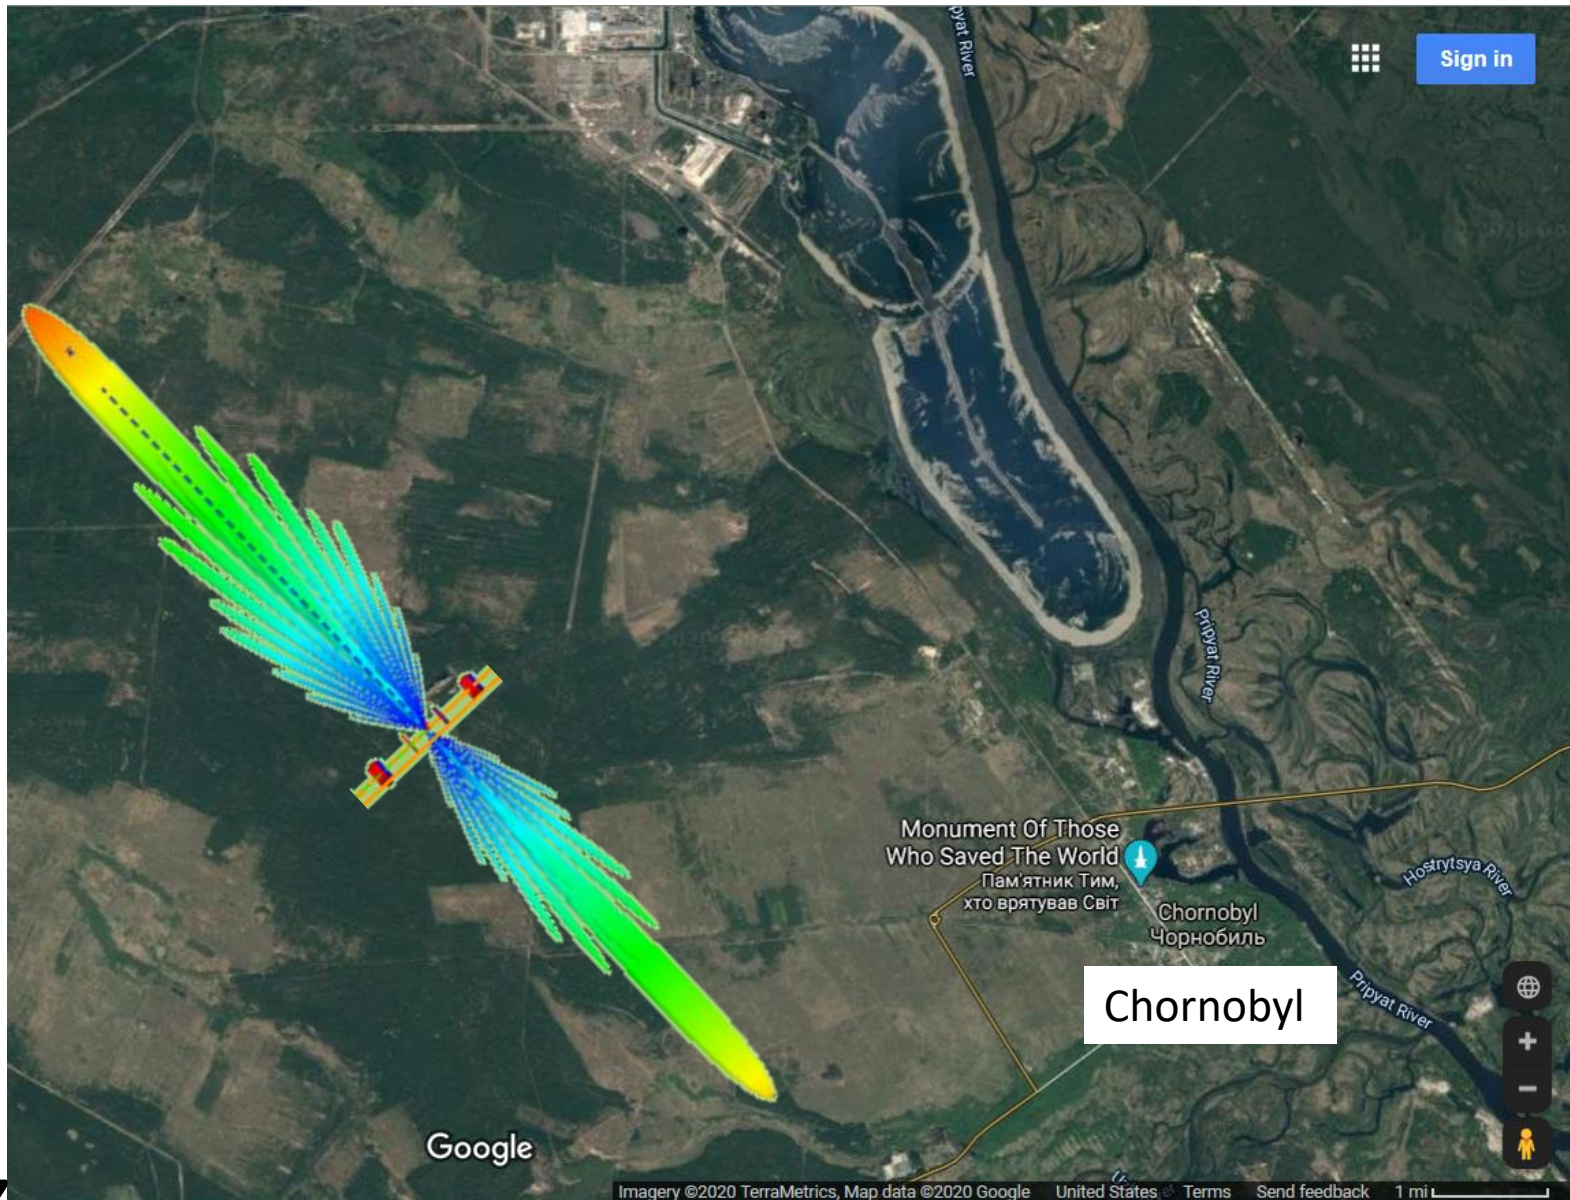 pyat River
Sign in
Pripyat River
Monument Of Those
Who Saved The World
Пам'ятник Тим,
хто врятував Світ
Hostrytsya River
Chornobyl
Чорнобиль
Pripyat River
Chornobyl
Google
Imagery ©2020 TerraMetrics, Map data ©2020 Google United States Terms Send feedback 1 mi